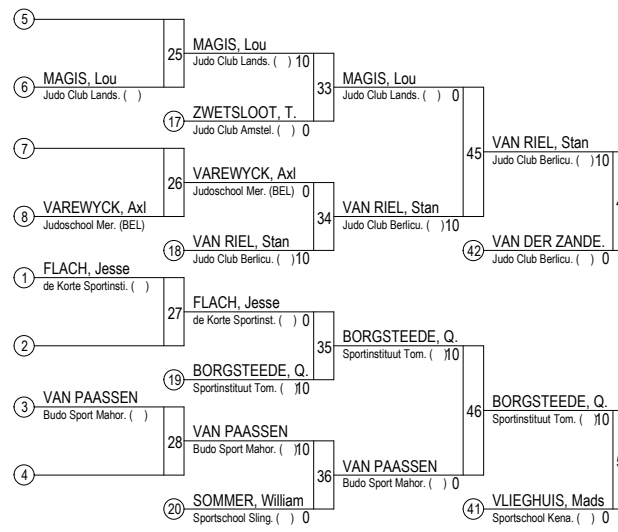 5
25
MAGIS, Lou
Judo Club Lands. ( ) 10
6
MAGIS, Lou
Judo Club Lands. ( )
33
MAGIS, Lou
Judo Club Lands. ( ) 0
17
ZWETSLOOT, T.
Judo Club Amstel. ( ) 0
7
45
VAN RIEL, Stan
Judo Club Berlicu. ( ) 10
26
VAREWYCK, Axl
Judoschool Mer. (BEL) 0
8
VAREWYCK, Axl
Judoschool Mer. (BEL)
34
VAN RIEL, Stan
Judo Club Berlicu. ( ) 10
18
VAN RIEL, Stan
Judo Club Berlicu. ( ) 10
42
VAN DER ZANDE.
Judo Club Berlicu. ( ) 0
1
FLACH, Jesse
de Korte Sportinsti. ( )
27
FLACH, Jesse
de Korte Sportinst. ( ) 0
2
35
BORGSTEEDE, Q.
Sportinstituut Tom. ( ) 10
19
BORGSTEEDE, Q.
Sportinstituut Tom. ( ) 10
3
VAN PAASSEN
Budo Sport Mahor. ( )
46
BORGSTEEDE, Q.
Sportinstituut Tom. ( ) 10
28
VAN PAASSEN
Budo Sport Mahor. ( ) 10
4
36
VAN PAASSEN
Budo Sport Mahor. ( ) 0
20
SOMMER, William
Sportschool Sling. ( ) 0
41
VLIEGHUIS, Mads
Sportschool Kena. ( ) 0